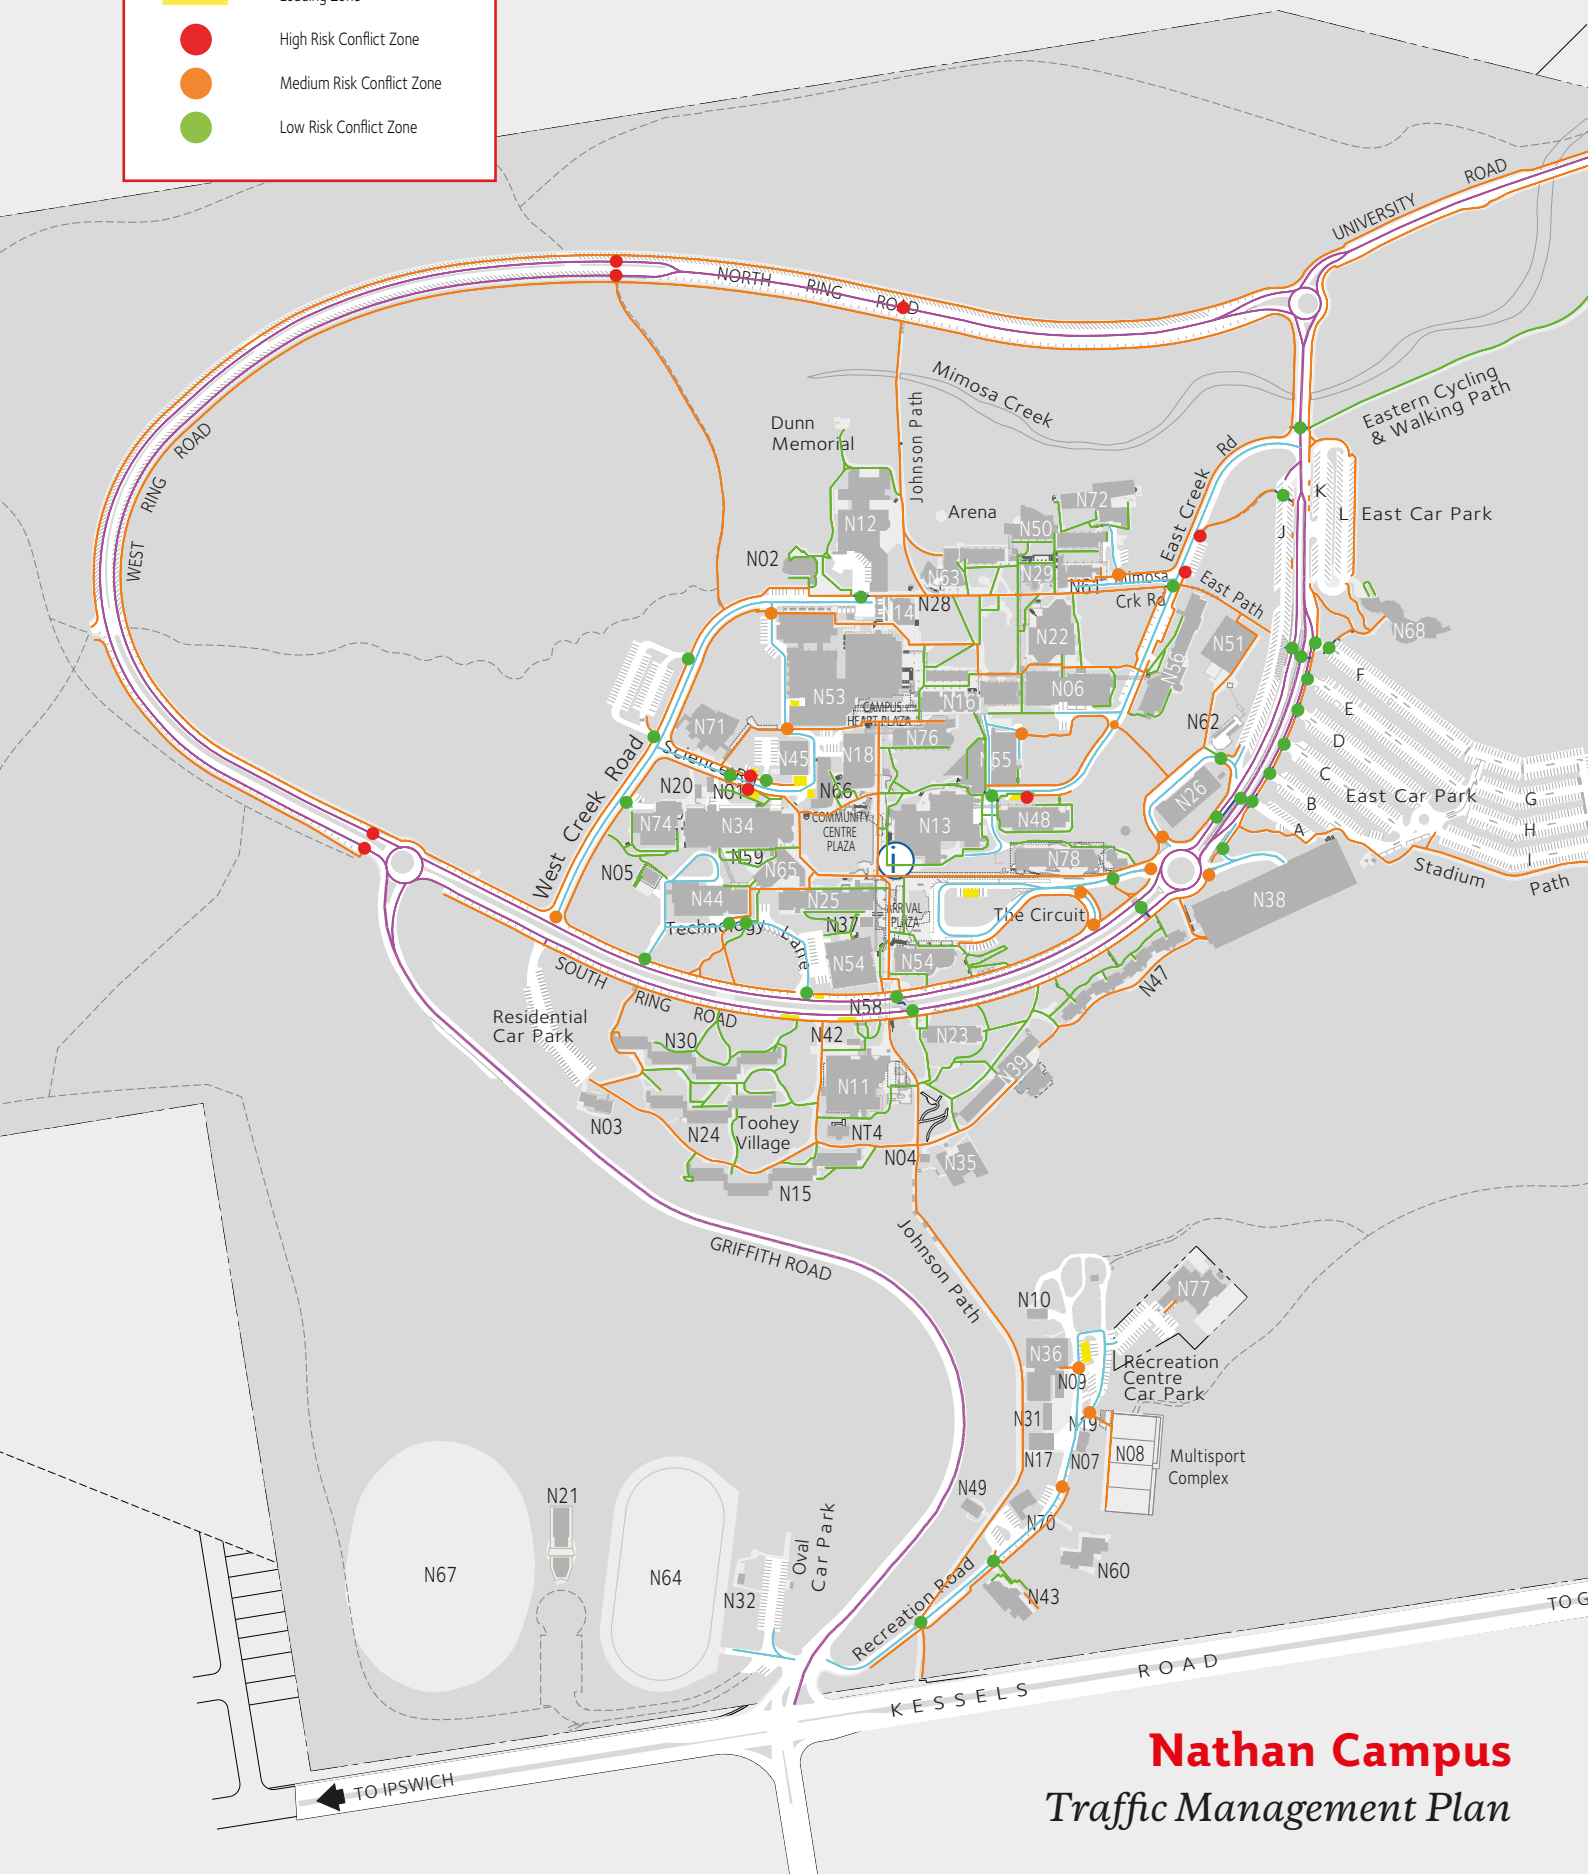 Loading Zone
High Risk Conflict Zone
Medium Risk Conflict Zone
Low Risk Conflict Zone
UNIVERSITY ROAD
NORTH RING ROAD
Mimosa Creek
Eastern Cycling
& Walking Path
Dunn
Memorial
Johnson Path
WEST RING ROAD
East Creek Rd
K
L
East Car Park
J
Arena
N72
N12
N50
N02
N63
N29
N61
Mimosa
Crk Rd
East Path
N28
N14
N22
N51
N68
N56
N53
N06
F
CAMPUS
HEART PLAZA
N16
E
N62
N71
N76
D
Science Rd
N45
N18
N55
C
N20
N01
N66
N26
East Car Park
B
G
West Creek Road
N74
N34
COMMUNITY
CENTRE
PLAZA
N13
N48
A
H
N59
N78
I
N05
N65
i
Stadium Path
N44
N25
ARRIVAL
PLAZA
The Circuit
N38
Technology Lane
N37
N54
N54
N47
SOUTH RING ROAD
N58
Residential
Car Park
N42
N23
N30
N39
N11
N03
N24
Toohey
Village
NT4
N04
N35
N15
GRIFFITH ROAD
Johnson Path
N77
N10
N36
Recreation
Centre
Car Park
N09
N31
N19
N17
N07
N08
Multisport
Complex
N49
N21
N70
Oval
Car Park
N67
N64
N60
N32
N43
Recreation Road
TO G
KESSELS ROAD
TO IPSWICH
Nathan Campus
Traffic Management Plan